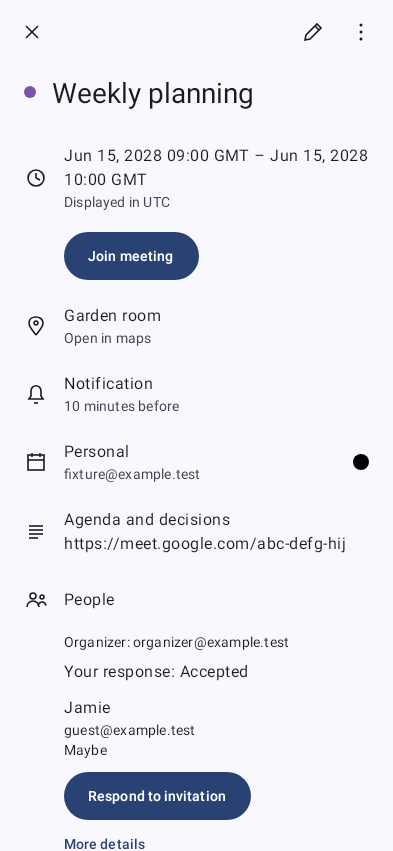 Weekly planning
Jun 15, 2028 09:00 GMT – Jun 15, 2028
10:00 GMT
Displayed in UTC
Join meeting
Garden room
Open in maps
Notification
10 minutes before
Personal
fixture@example.test
Agenda and decisions
https://meet.google.com/abc-defg-hij
People
Organizer: organizer@example.test
Your response: Accepted
Jamie
guest@example.test
Maybe
Respond to invitation
More details